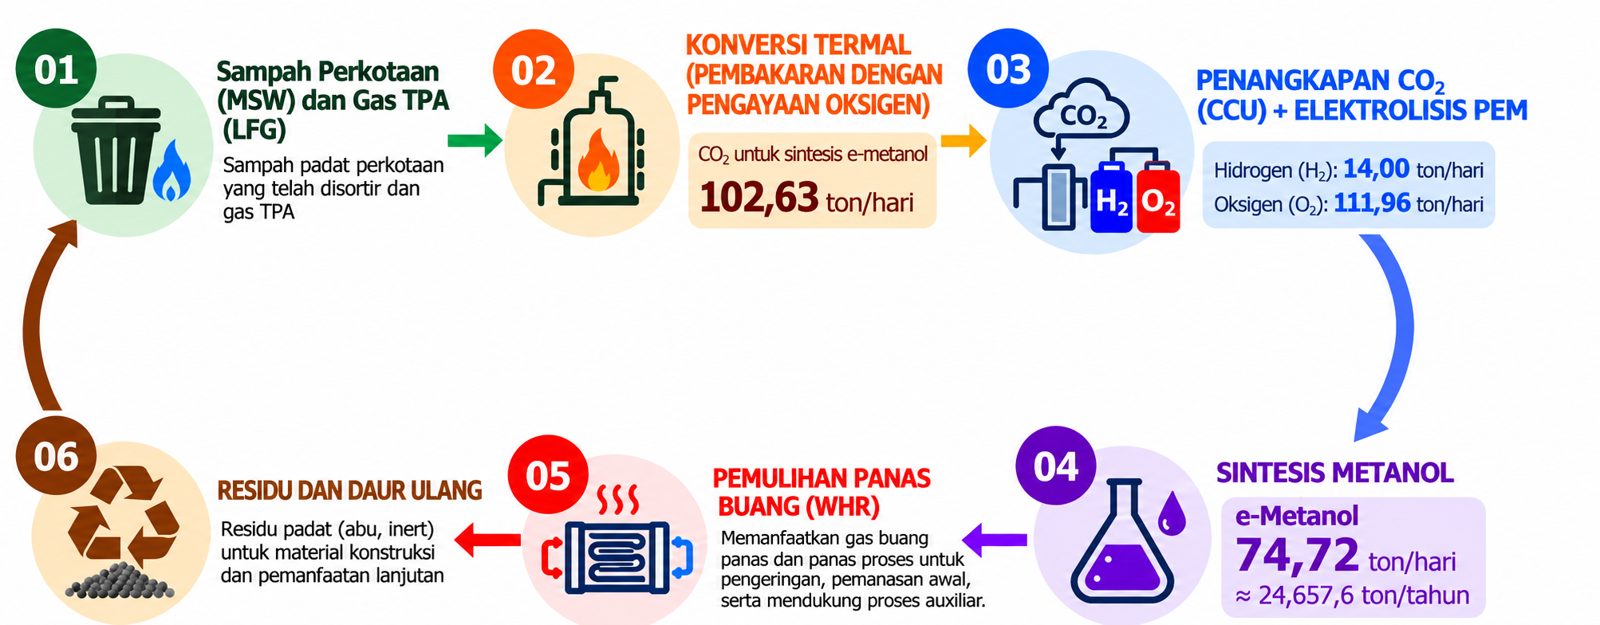 01
Sampah Perkotaan
(MSW) dan Gas TPA
(LFG)
Sampah padat perkotaan
yang telah disortir dan
gas TPA
02
KONVERSI TERMAL
(PEMBAKARAN DENGAN
PENGAYAAN OKSIGEN)
CO₂ untuk sintesis e-metanol
102,63 ton/hari
03
CO₂
H₂
O₂
PENANGKAPAN CO₂
(CCU) + ELEKTROLISIS PEM
Hidrogen (H₂): 14,00 ton/hari
Oksigen (O₂): 111,96 ton/hari
04
SINTESIS METANOL
e-Metanol
74,72 ton/hari
≈ 24,657,6 ton/tahun
05
PEMULIHAN PANAS
BUANG (WHR)
Memanfaatkan gas buang
panas dan panas proses untuk
pengeringan, pemanasan awal,
serta mendukung proses auxiliar.
06
RESIDU DAN DAUR ULANG
Residu padat (abu, inert)
untuk material konstruksi
dan pemanfaatan lanjutan